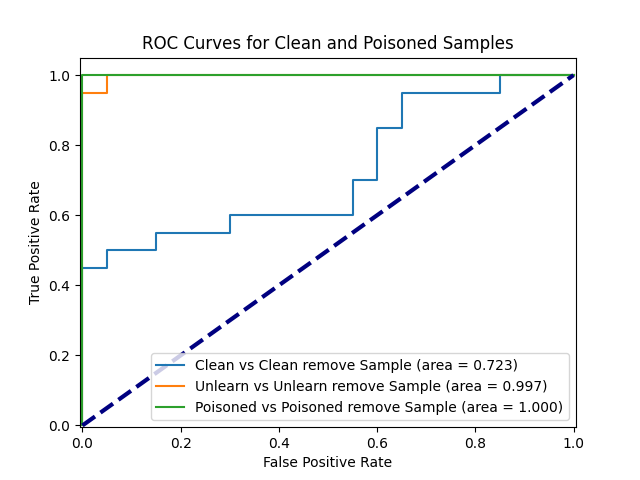 ROC Curves for Clean and Poisoned Samples
True Positive Rate
1.0
0.8
0.6
0.4
0.2
0.0
Clean vs Clean remove Sample (area = 0.723)
Unlearn vs Unlearn remove Sample (area = 0.997)
Poisoned vs Poisoned remove Sample (area = 1.000)
0.0 0.2 0.4 0.6 0.8 1.0
False Positive Rate